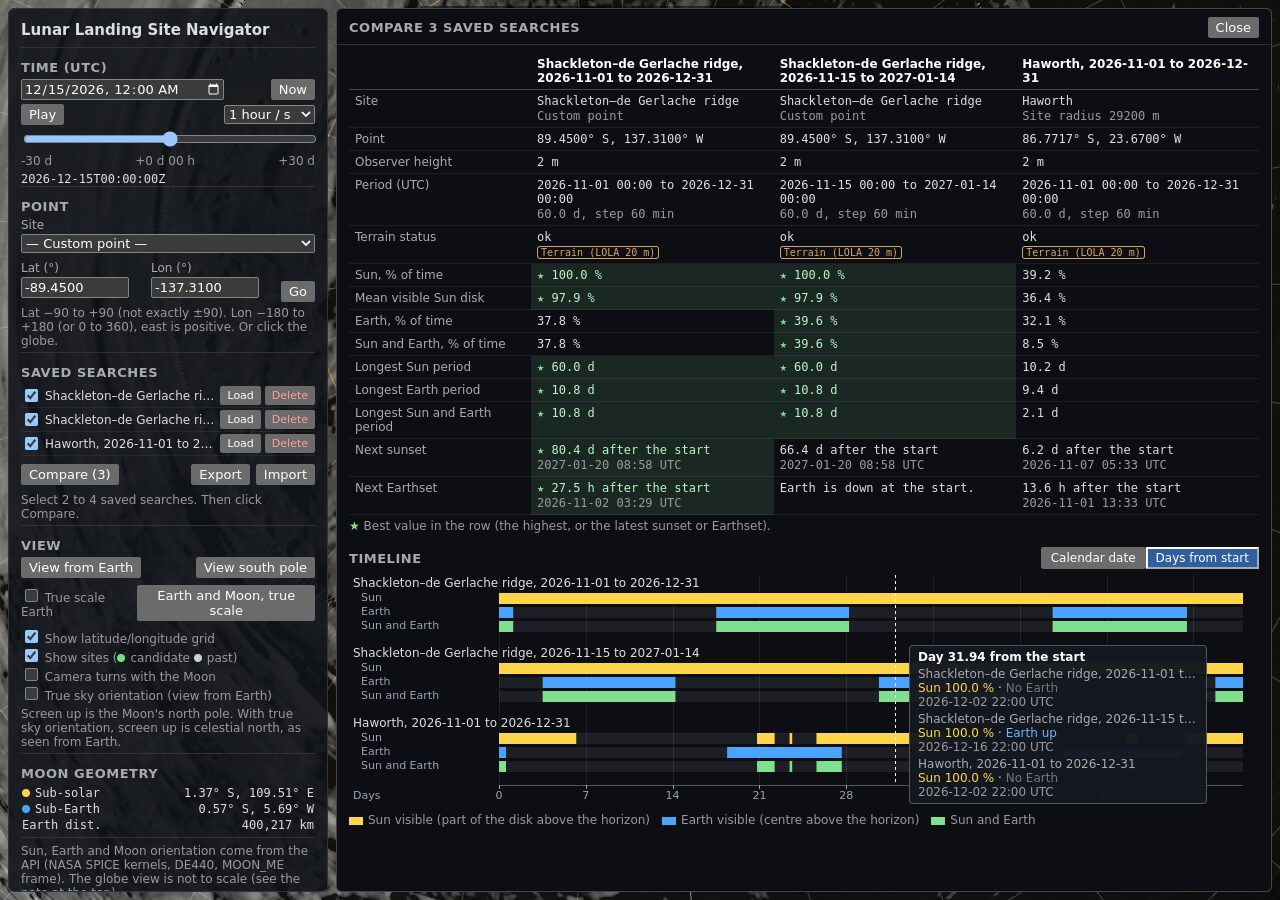 Lunar Landing Site Navigator
TIME (UTC)
12/15/2026, 12:00 AM
Now
Play
1 hour / s
-30 d
+0 d 00 h
+30 d
2026-12-15T00:00:00Z
POINT
Site
— Custom point —
Lat (°)
Lon (°)
-89.4500
-137.3100
Go
Lat −90 to +90 (not exactly ±90). Lon −180 to
+180 (or 0 to 360), east is positive. Or click the
globe.
SAVED SEARCHES
Shackleton–de Gerlache ri...
Load
Delete
Shackleton–de Gerlache ri...
Load
Delete
Haworth, 2026-11-01 to 2...
Load
Delete
Compare (3)
Export
Import
Select 2 to 4 saved searches. Then click
Compare.
VIEW
View from Earth
View south pole
True scale
Earth
Earth and Moon, true
scale
Show latitude/longitude grid
Show sites (● candidate ● past)
Camera turns with the Moon
True sky orientation (view from Earth)
Screen up is the Moon's north pole. With true
sky orientation, screen up is celestial north, as
seen from Earth.
MOON GEOMETRY
Sub-solar
1.37° S, 109.51° E
Sub-Earth
0.57° S, 5.69° W
Earth dist.
400,217 km
Sun, Earth and Moon orientation come from the
API (NASA SPICE kernels, DE440, MOON_ME
frame). The globe view is not to scale (see the
COMPARE 3 SAVED SEARCHES
Close
Shackleton–de Gerlache ridge,
2026-11-01 to 2026-12-31
Shackleton–de Gerlache ridge,
2026-11-15 to 2027-01-14
Haworth, 2026-11-01 to 2026-12-
31
Site
Shackleton–de Gerlache ridge
Custom point
Shackleton–de Gerlache ridge
Custom point
Haworth
Site radius 29200 m
Point
89.4500° S, 137.3100° W
89.4500° S, 137.3100° W
86.7717° S, 23.6700° W
Observer height
2 m
2 m
2 m
Period (UTC)
2026-11-01 00:00 to 2026-12-31
00:00
60.0 d, step 60 min
2026-11-15 00:00 to 2027-01-14
00:00
60.0 d, step 60 min
2026-11-01 00:00 to 2026-12-31
00:00
60.0 d, step 60 min
Terrain status
ok
Terrain (LOLA 20 m)
ok
Terrain (LOLA 20 m)
ok
Terrain (LOLA 20 m)
Sun, % of time
★ 100.0 %
★ 100.0 %
39.2 %
Mean visible Sun disk
★ 97.9 %
★ 97.9 %
36.4 %
Earth, % of time
37.8 %
★ 39.6 %
32.1 %
Sun and Earth, % of time
37.8 %
★ 39.6 %
8.5 %
Longest Sun period
★ 60.0 d
★ 60.0 d
10.2 d
Longest Earth period
★ 10.8 d
★ 10.8 d
9.4 d
Longest Sun and Earth
period
★ 10.8 d
★ 10.8 d
2.1 d
Next sunset
★ 80.4 d after the start
2027-01-20 08:58 UTC
66.4 d after the start
2027-01-20 08:58 UTC
6.2 d after the start
2026-11-07 05:33 UTC
Next Earthset
★ 27.5 h after the start
2026-11-02 03:29 UTC
Earth is down at the start.
13.6 h after the start
2026-11-01 13:33 UTC
★ Best value in the row (the highest, or the latest sunset or Earthset).
TIMELINE
Calendar date
Days from start
Shackleton–de Gerlache ridge, 2026-11-01 to 2026-12-31
Sun
Earth
Sun and Earth
Shackleton–de Gerlache ridge, 2026-11-15 to 2027-01-14
Sun
Earth
Sun and Earth
Haworth, 2026-11-01 to 2026-12-31
Sun
Earth
Sun and Earth
Days
0
7
14
21
28
Day 31.94 from the start
Shackleton–de Gerlache ridge, 2026-11-01 t...
Sun 100.0 % · No Earth
2026-12-02 22:00 UTC
Shackleton–de Gerlache ridge, 2026-11-15 t...
Sun 100.0 % · Earth up
2026-12-16 22:00 UTC
Haworth, 2026-11-01 to 2026-12-31
Sun 100.0 % · No Earth
2026-12-02 22:00 UTC
Sun visible (part of the disk above the horizon)
Earth visible (centre above the horizon)
Sun and Earth